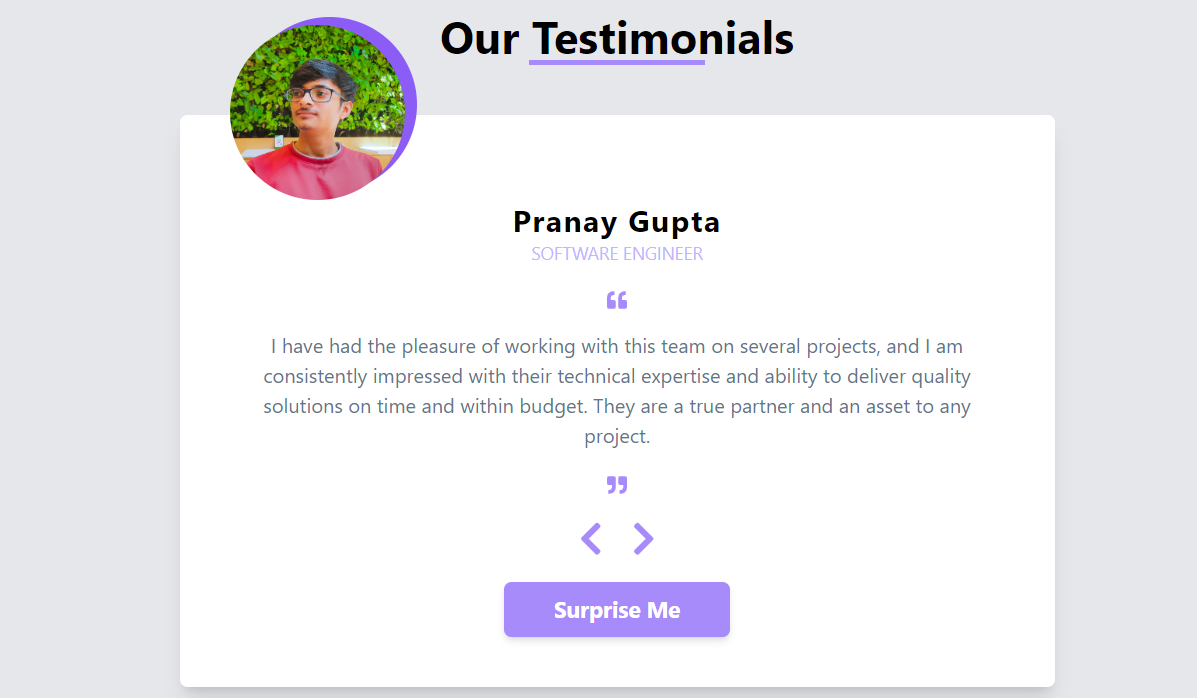 Our Testimonials
Pranay Gupta
SOFTWARE ENGINEER
“
I have had the pleasure of working with this team on several projects, and I am
consistently impressed with their technical expertise and ability to deliver quality
solutions on time and within budget. They are a true partner and an asset to any
project.
”
Surprise Me